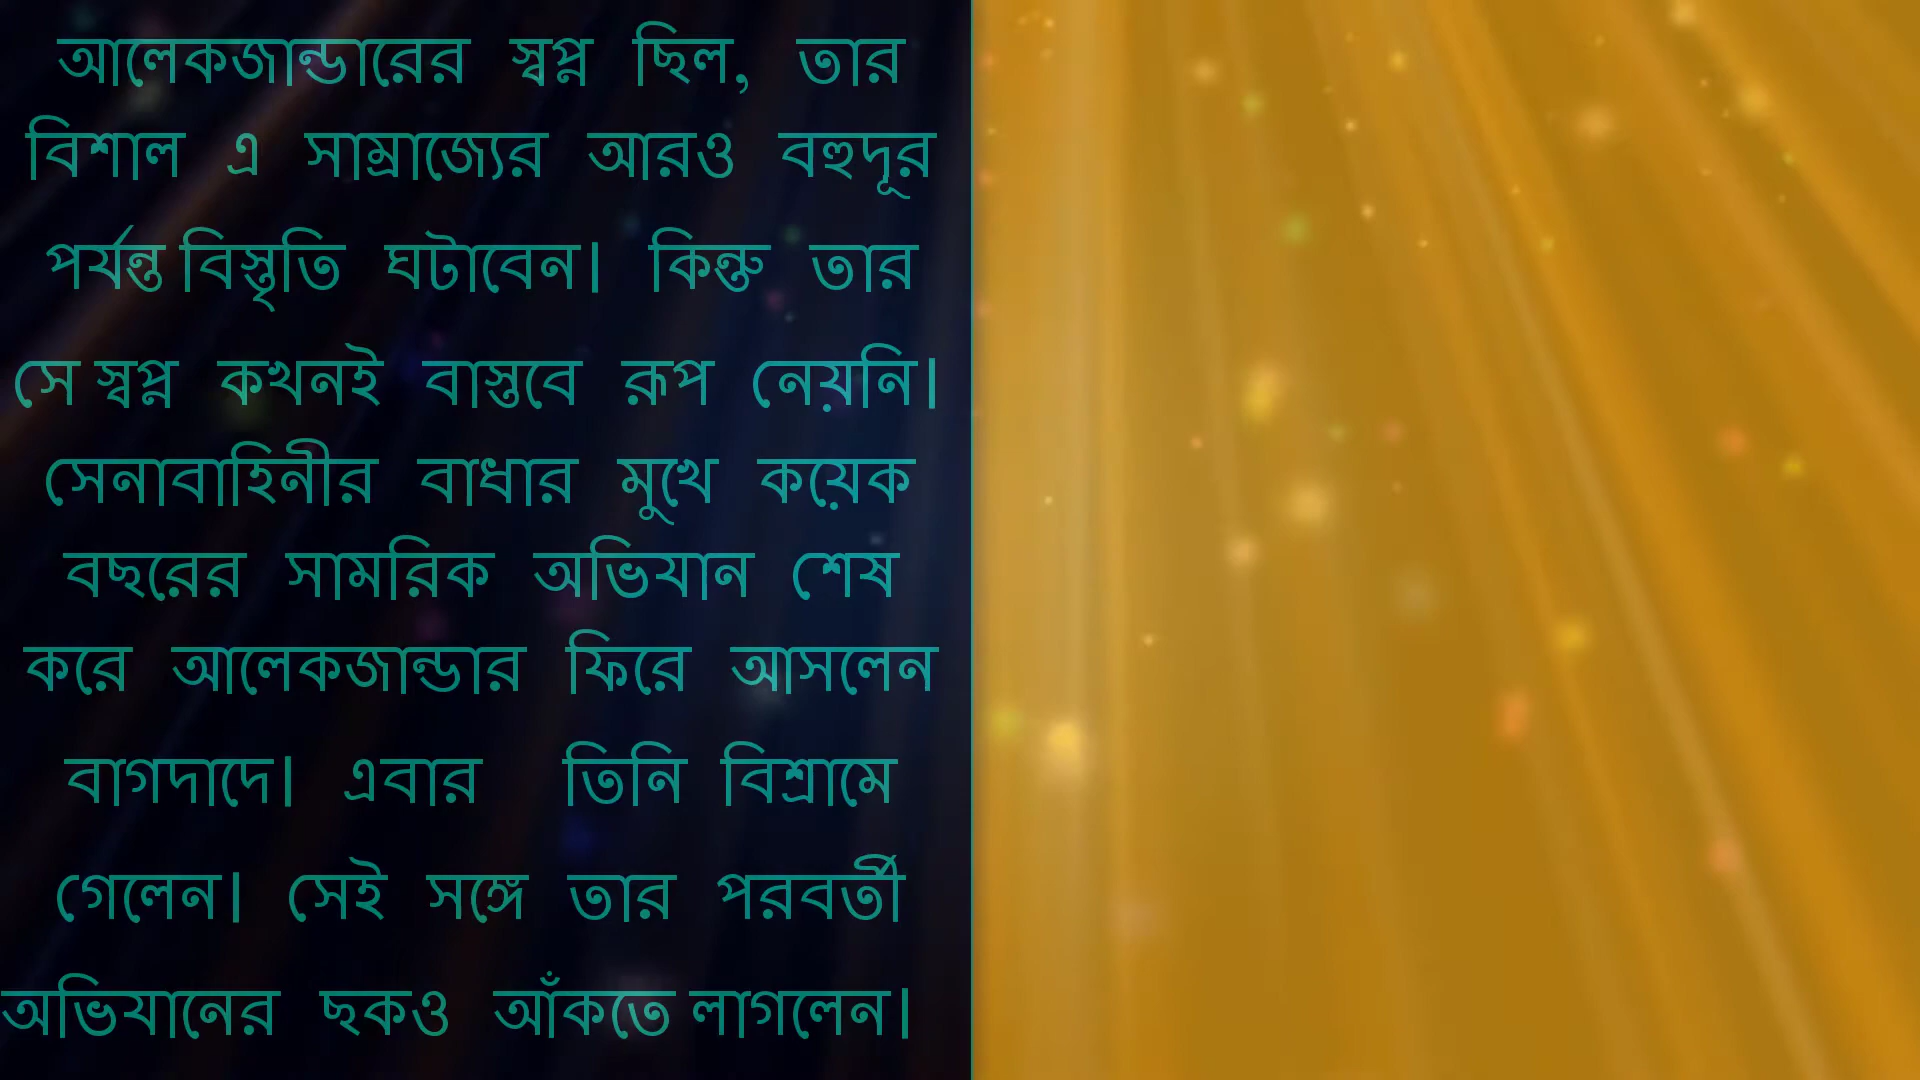 আলেকজান্ডারের স্বপ্ন ছিল, তার
বিশাল এ সাম্রাজ্যের আরও বহুদূর
পর্যন্ত বিস্তৃতি ঘটাবেন। কিন্তু তার
সে স্বপ্ন কখনই বাস্তবে রূপ নেয়নি।
সেনাবাহিনীর বাধার মুখে কয়েক
বছরের সামরিক অভিযান শেষ
করে আলেকজান্ডার ফিরে আসলেন
বাগদাদে। এবার তিনি বিশ্রামে
গেলেন। সেই সঙ্গে তার পরবর্তী
অভিযানের ছকও আঁকতে লাগলেন।